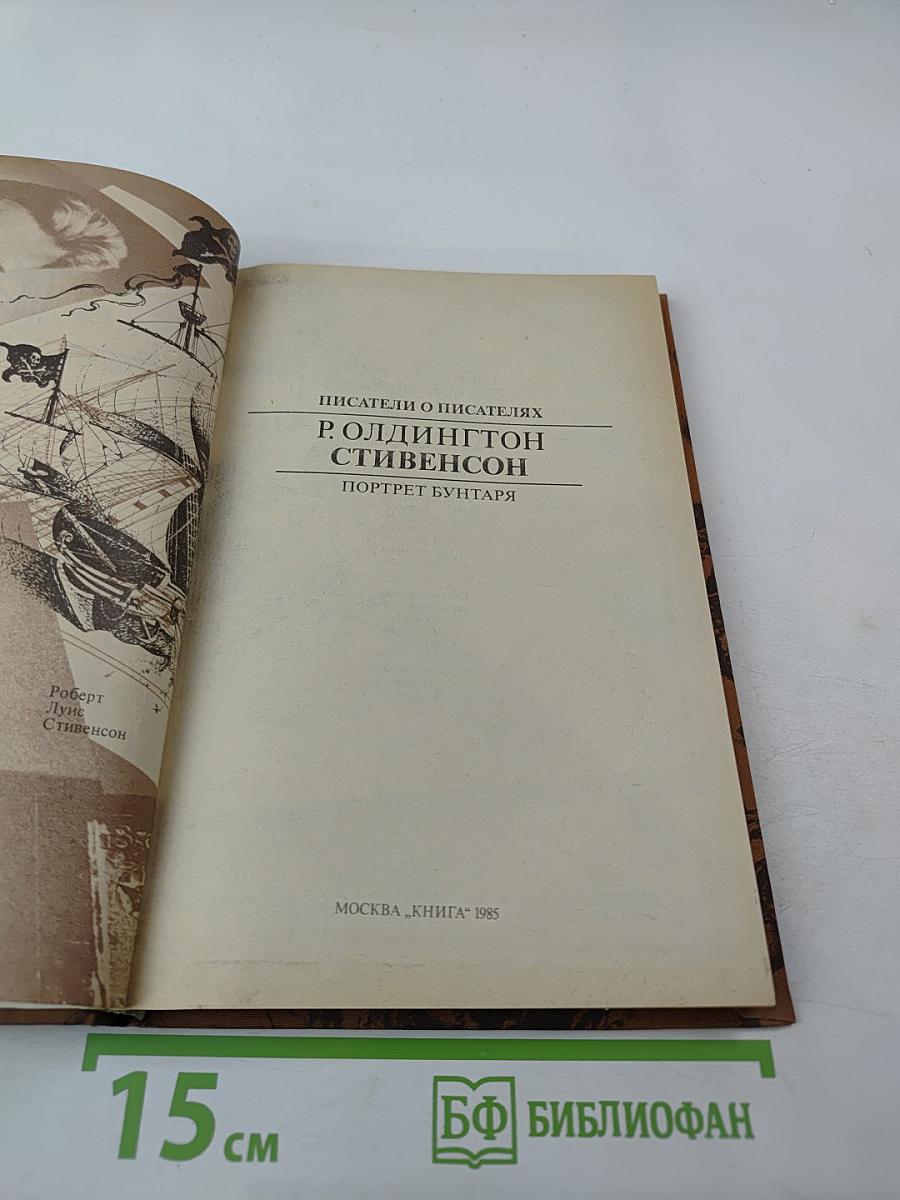 ПИСАТЕЛИ О ПИСАТЕЛЯХ
Р. ОЛДИНГТОН
СТИВЕНСОН
ПОРТРЕТ БУНТАРЯ
Роберт
Луис
Стивенсон
МОСКВА „КНИГА“ 1985
15 см
БФ БИБЛИОФАН